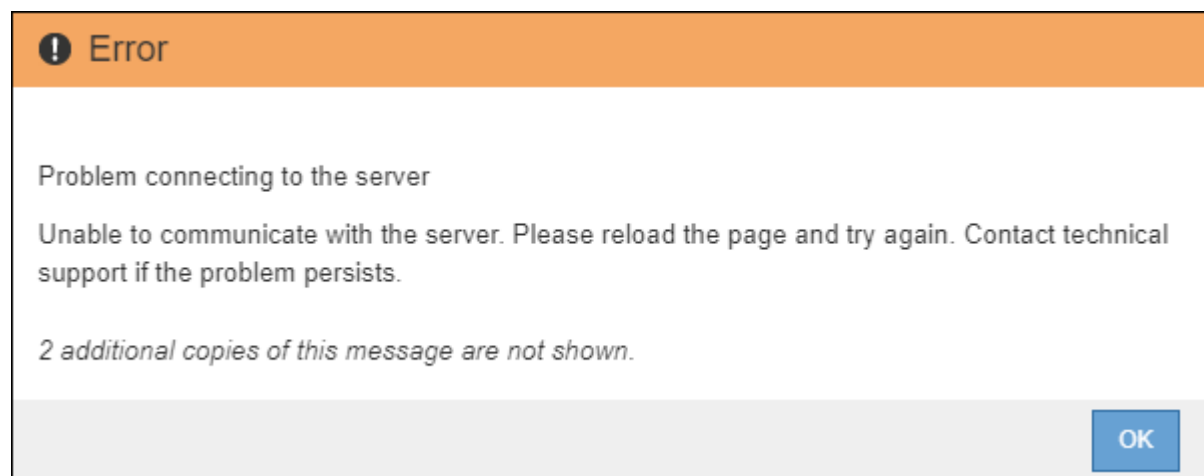 Error
Problem connecting to the server
Unable to communicate with the server. Please reload the page and try again. Contact technical
support if the problem persists.
2 additional copies of this message are not shown.
OK